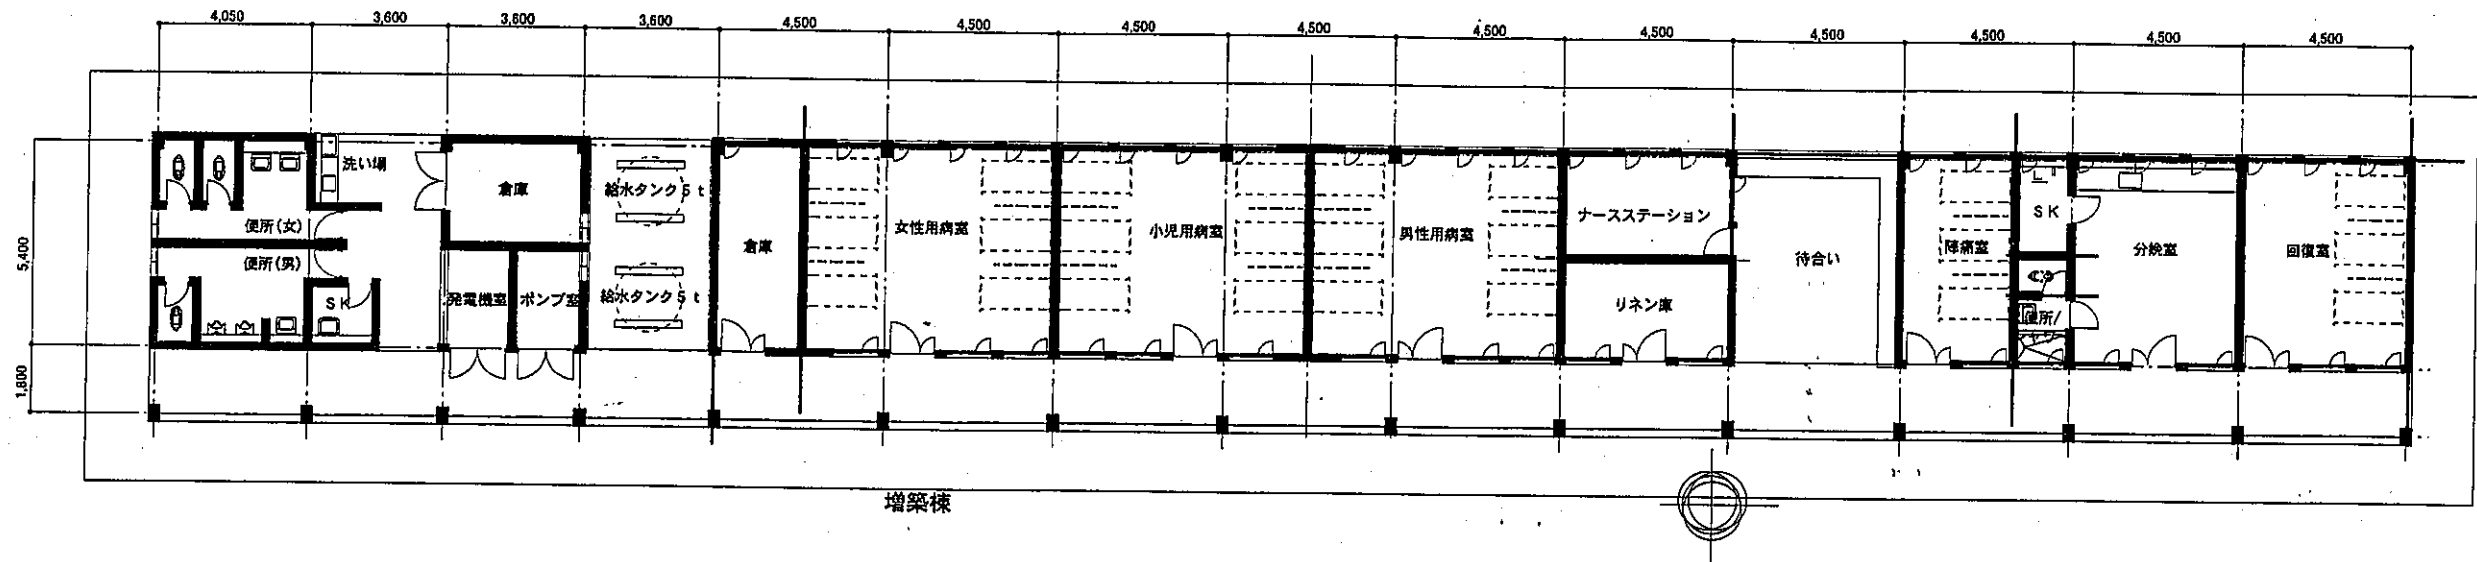 4,050 3,600 3,600 3,600 4,500 4,500 4,500 4,500 4,500 4,500 4,500 4,500 4,500 4,500
5,400
1,800
洗い場
倉庫
給水タンク5t
便所(女)
便所(男)
SK
発電機室
ポンプ室
給水タンク5t
倉庫
女性用病室
小児用病室
男性用病室
ナースステーション
リネン庫
待合い
陣痛室
SK
便所/
分娩室
回復室
増築棟